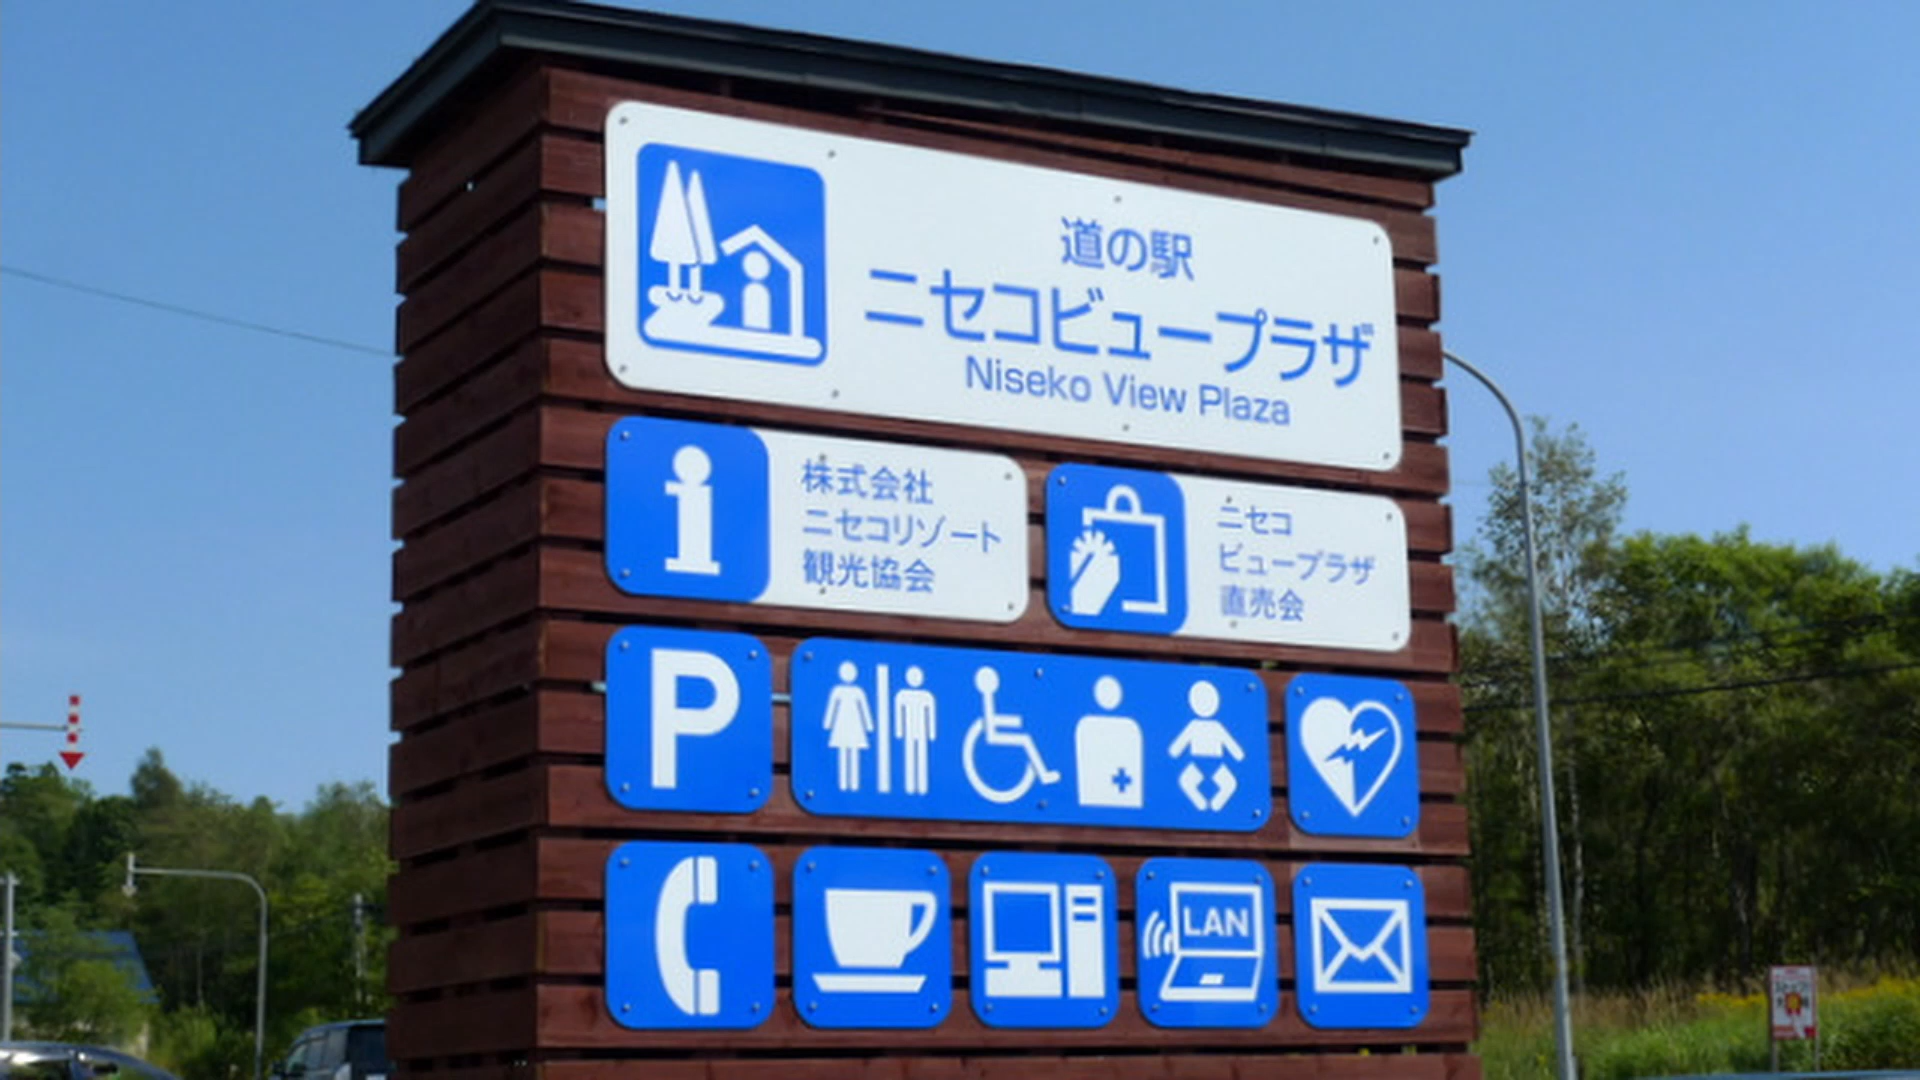 道の駅
ニセコビュープラザ
Niseko View Plaza
株式会社
ニセコリゾート
観光協会
ニセコ
ビュープラザ
直売会
P
LAN